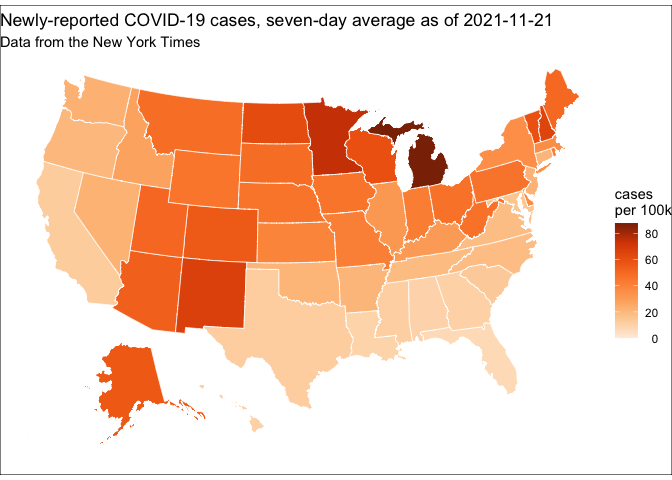 Newly-reported COVID-19 cases, seven-day average as of 2021-11-21
Data from the New York Times
cases
per 100k
80
60
40
20
0